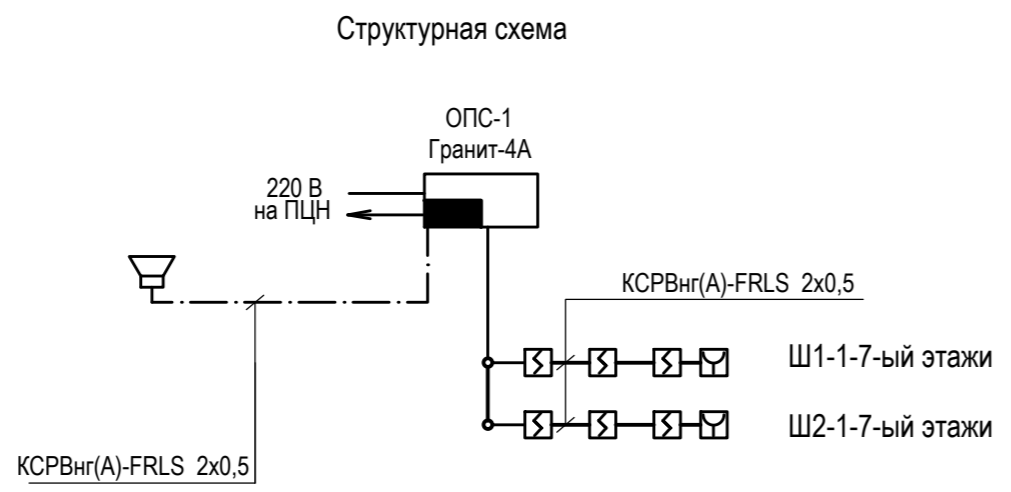 Структурная схема
ОПС-1
Гранит-4А
220 В
на ПЦН
КСРВнг(А)-FRLS 2х0,5
Ш1-1-7-ый этажи
Ш2-1-7-ый этажи
КСРВнг(А)-FRLS 2х0,5